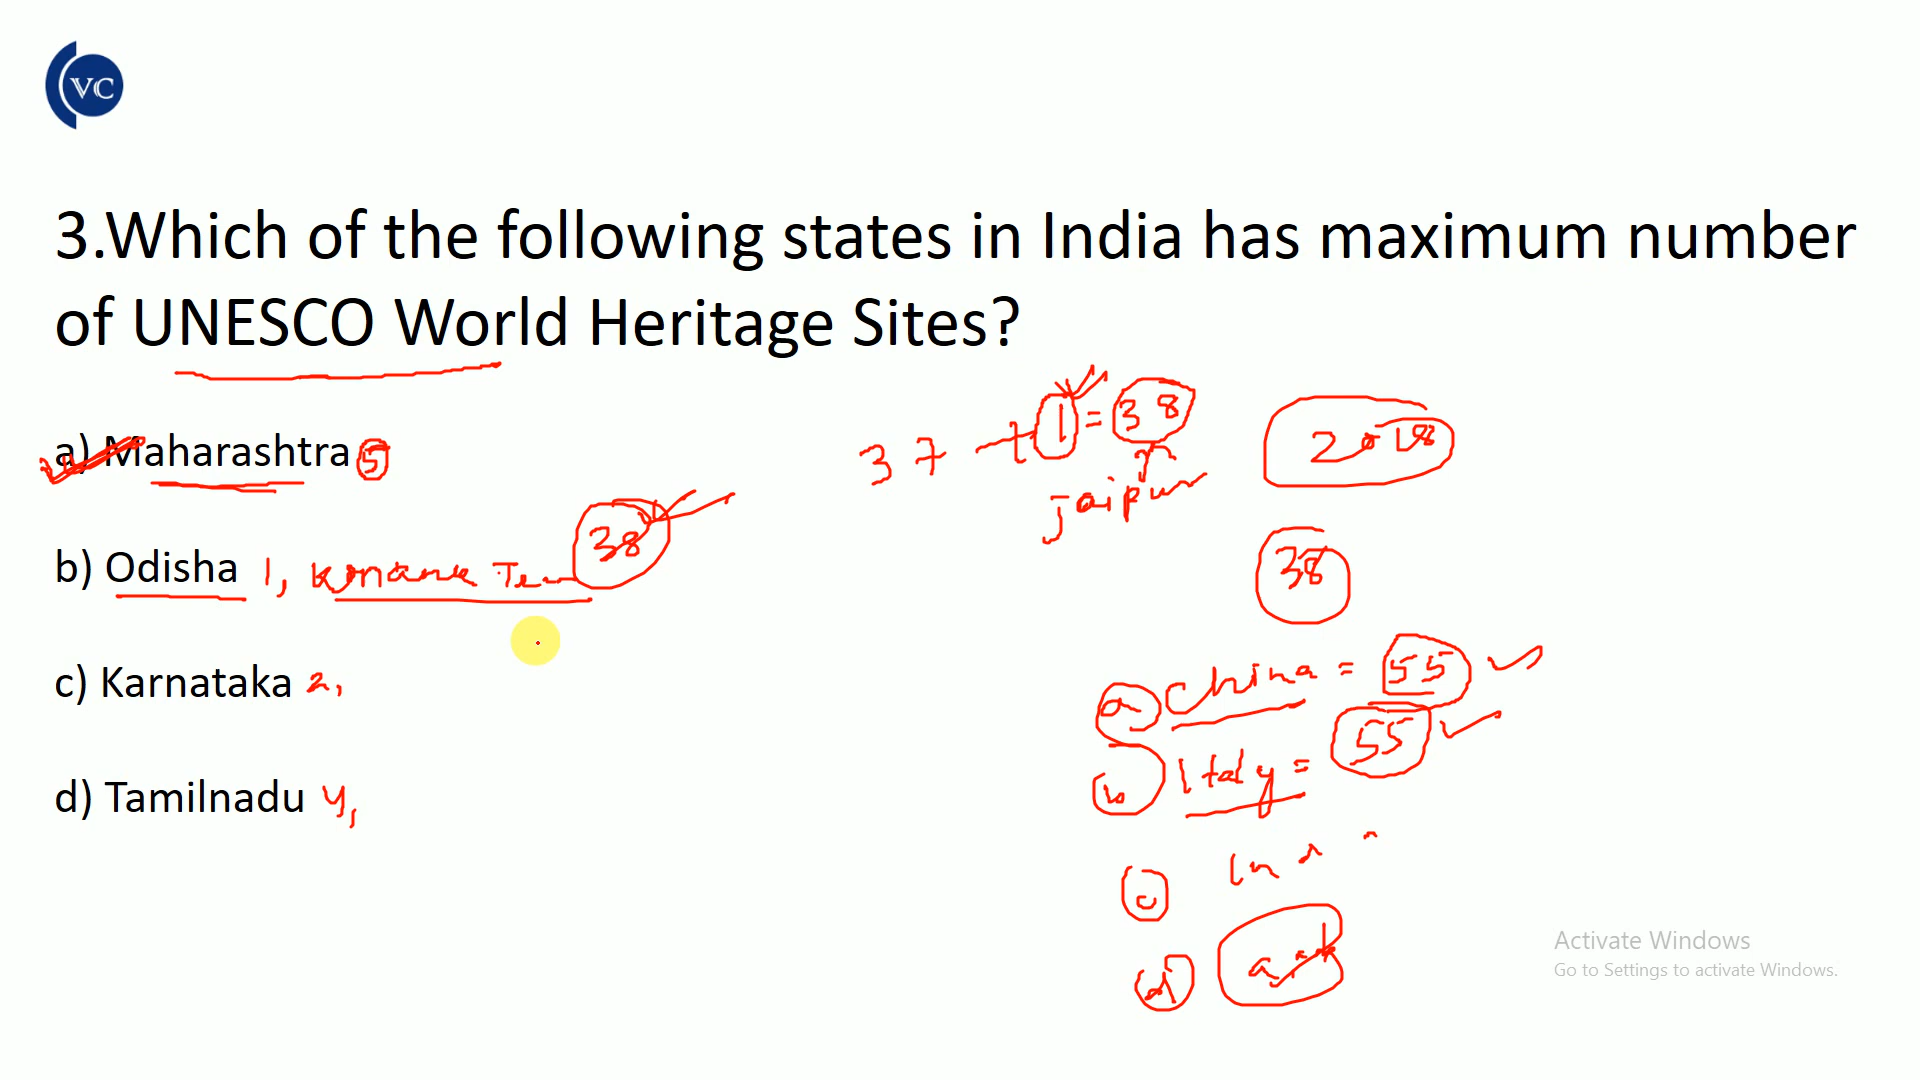 VC
3.Which of the following states in India has maximum number
of UNESCO World Heritage Sites?
a) Maharashtra 5
37 + 1 = 38
2018
Jaipur
b) Odisha 1, Konark Tem
38
38
c) Karnataka 2,
a China = 55
b Italy = 55
d) Tamilnadu 4,
c
d
Activate Windows
Go to Settings to activate Windows.